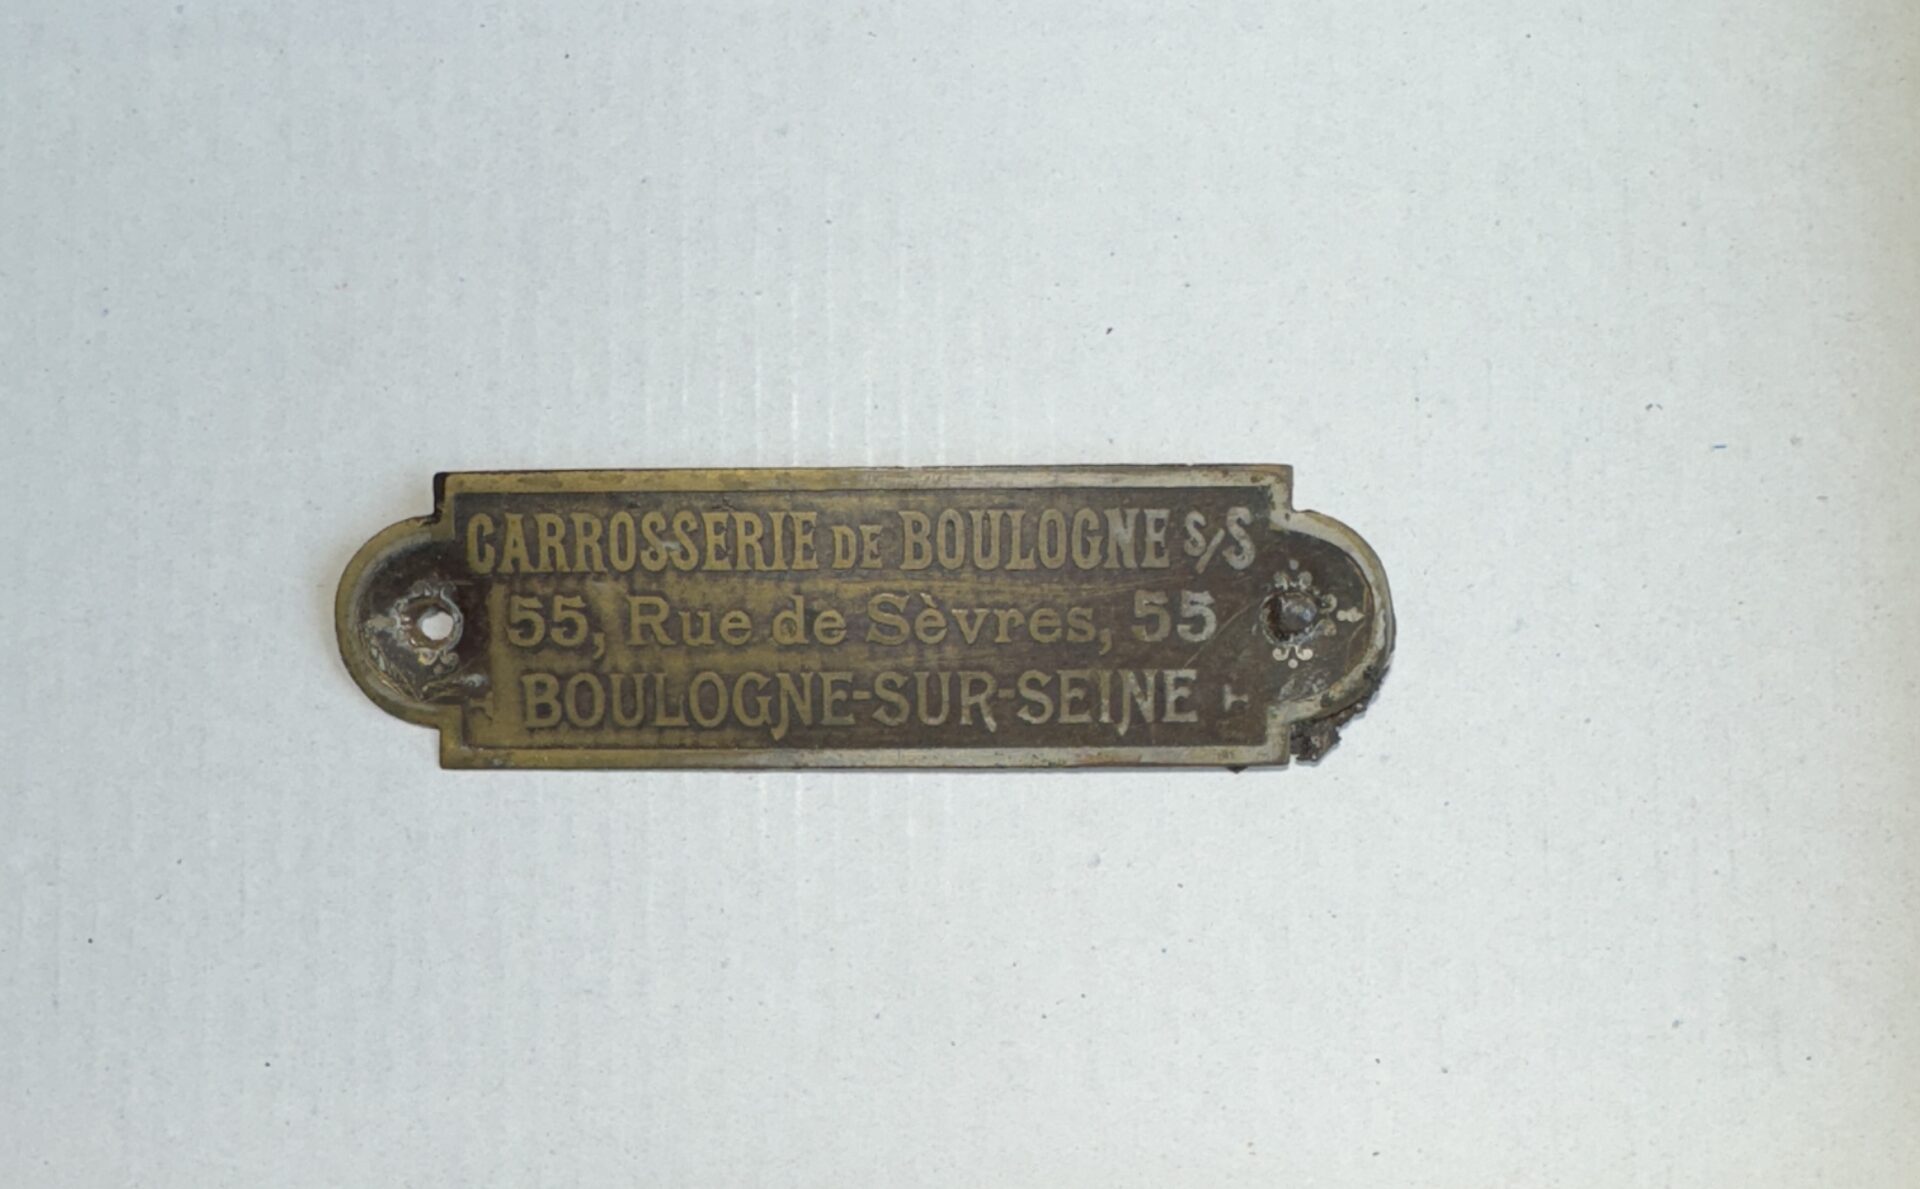 CARROSSERIE DE BOULOGNE S/S
55, Rue de Sèvres, 55
BOULOGNE-SUR-SEINE